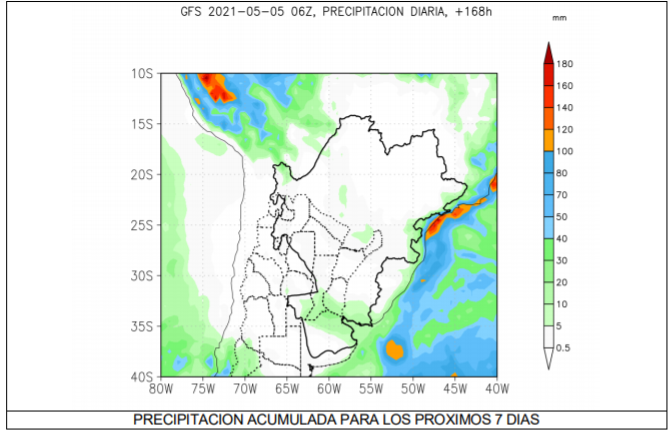 GFS 2021-05-05 06Z, PRECIPITACION DIARIA, +168h
mm
10S
15S
20S
25S
30S
35S
40S
80W 75W 70W 65W 60W 55W 50W 45W 40W
180
160
140
120
100
80
70
50
40
30
20
10
5
0.5
PRECIPITACION ACUMULADA PARA LOS PROXIMOS 7 DIAS